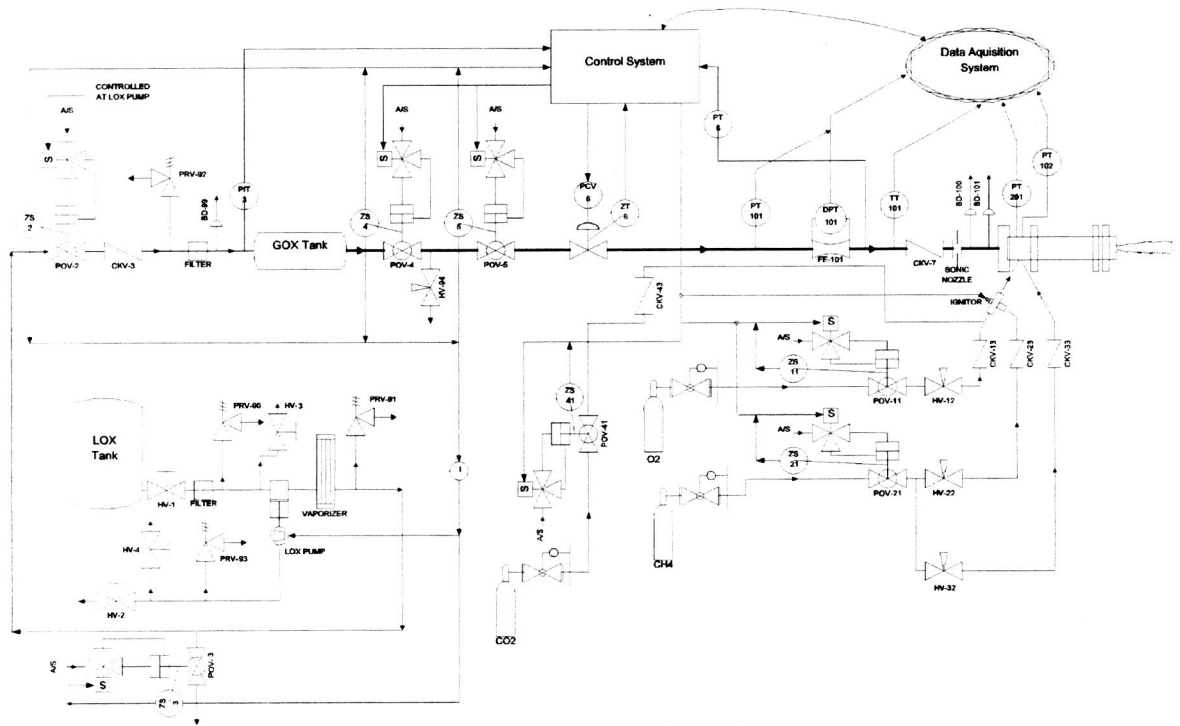 Control System
Data Aquisition
System
CONTROLLED
AT LOX PUMP
A/S
S
ZS
2
POV-2
CKV-3
PRV-92
FILTER
BD-99
PIT
3
GOX Tank
A/S
S
ZS
4
POV-4
HV-94
A/S
S
ZS
5
POV-5
PCV
6
ZT
6
PT
6
PT
101
DPT
101
FE-101
TT
101
CKV-7
BD-100
BD-101
SONIC
NOZZLE
PT
201
PT
102
IGNITOR
CKV-43
CKV-13
CKV-23
CKV-33
A/S
S
ZS
11
POV-11
HV-12
O2
A/S
S
ZS
21
POV-21
HV-22
HV-32
CH4
ZS
41
POV-41
S
A/S
CO2
LOX
Tank
HV-1
FILTER
PRV-90
HV-3
PRV-91
VAPORIZER
I
LOX PUMP
HV-4
PRV-93
HV-2
A/S
S
POV-3
ZS
3